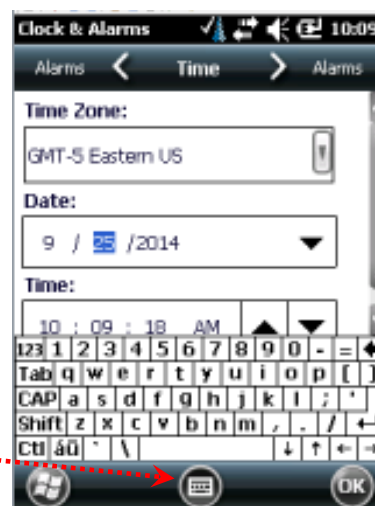 Clock & Alarms 10:09
Alarms Time Alarms
Time Zone:
GMT-5 Eastern US
Date:
9 / 25 /2014
Time:
10 : 09 : 18 AM
123 1 2 3 4 5 6 7 8 9 0 - =
Tab q w e r t y u i o p [ ]
CAP a s d f g h j k l ; '
Shift z x c v b n m , . /
Ctl áü ` \
OK